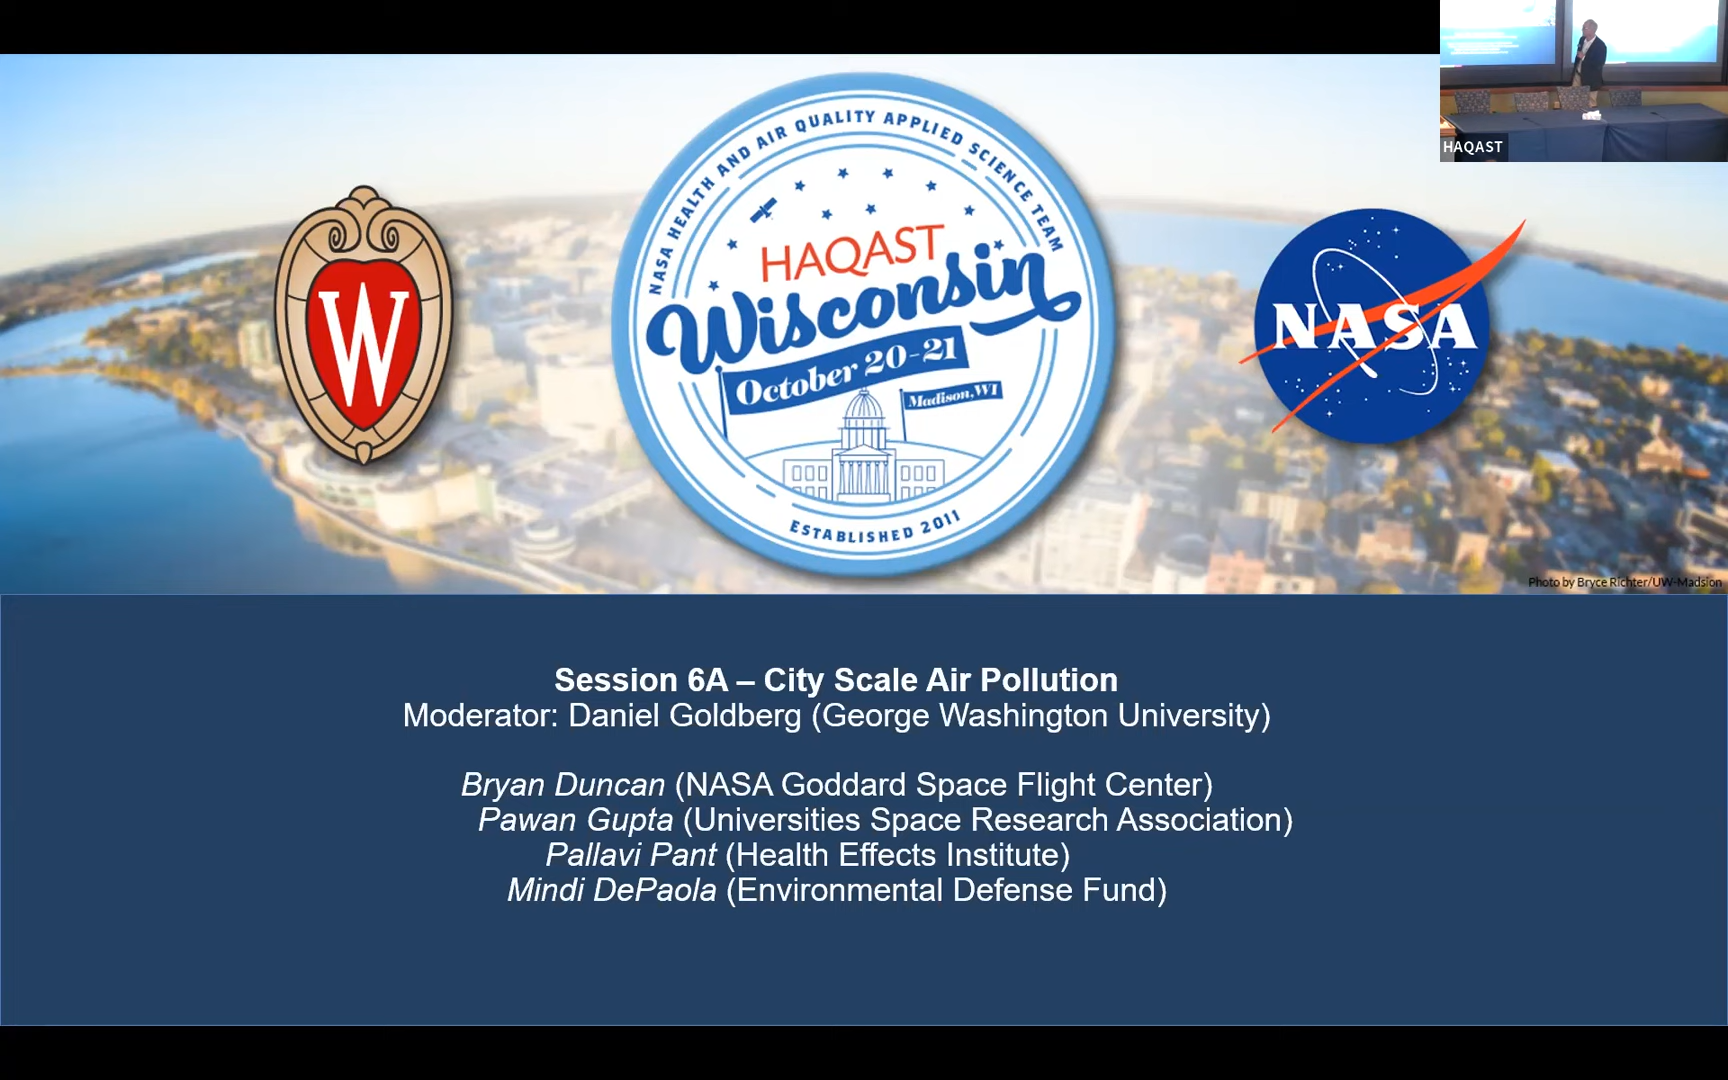 HAQAST
NASA HEALTH AND AIR QUALITY APPLIED SCIENCE TEAM
HAQAST
Wisconsin
October 20-21
Madison, WI
ESTABLISHED 2011
W
NASA
Photo by Bryce Richter/UW-Madsion
Session 6A – City Scale Air Pollution
Moderator: Daniel Goldberg (George Washington University)
Bryan Duncan (NASA Goddard Space Flight Center)
Pawan Gupta (Universities Space Research Association)
Pallavi Pant (Health Effects Institute)
Mindi DePaola (Environmental Defense Fund)